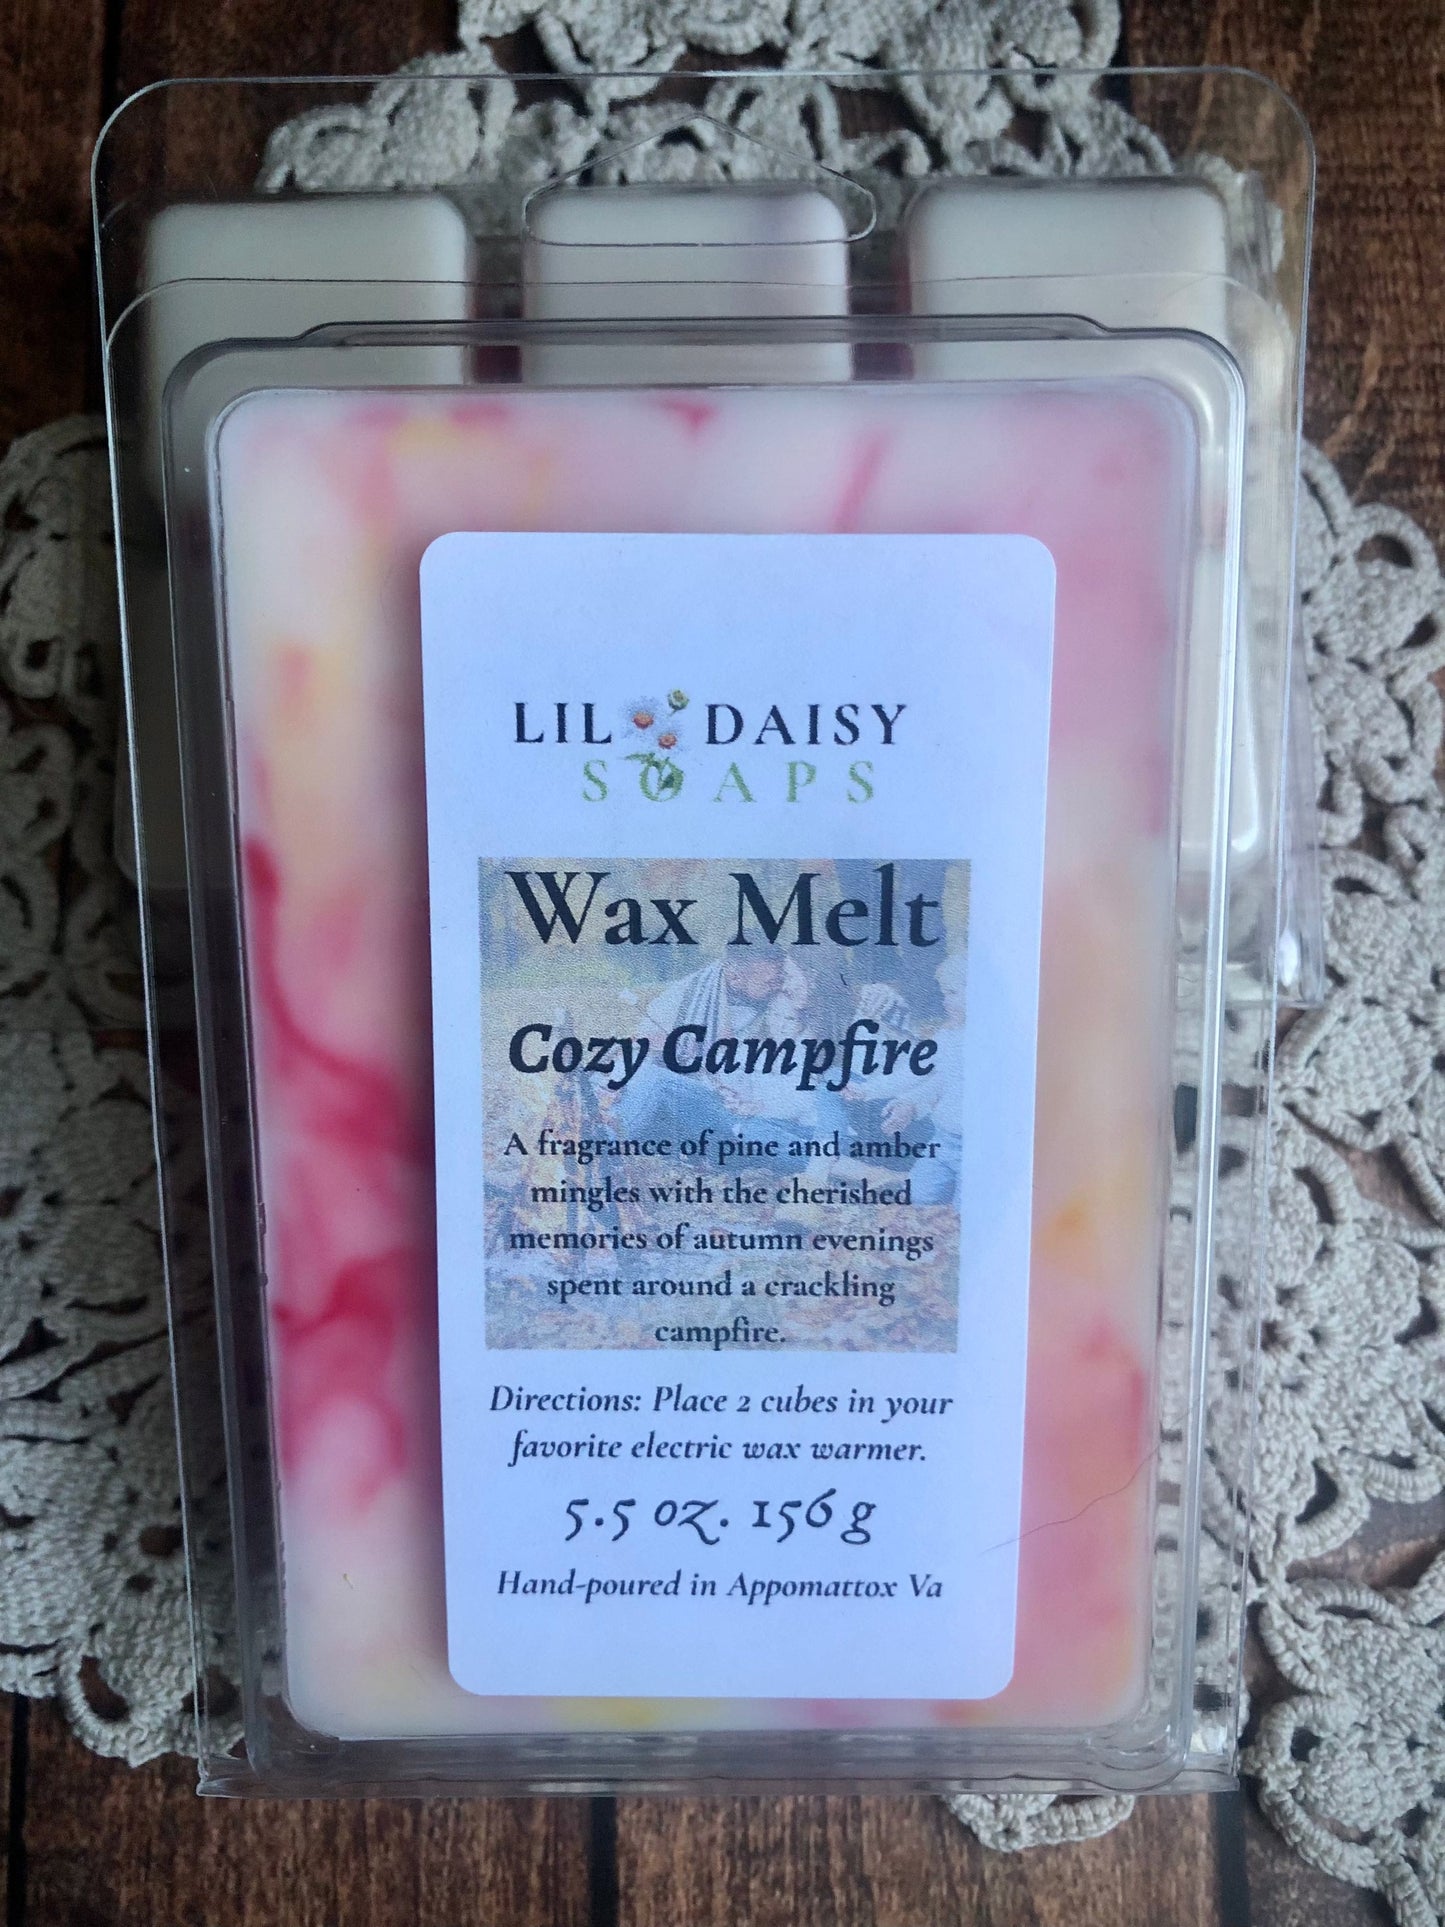 LIL DAISY
SOAPS
Wax Melt
Cozy Campfire
A fragrance of pine and amber
mingles with the cherished
memories of autumn evenings
spent around a crackling
campfire.
Directions: Place 2 cubes in your
favorite electric wax warmer.
5.5 oz. 156 g
Hand-poured in Appomattox Va